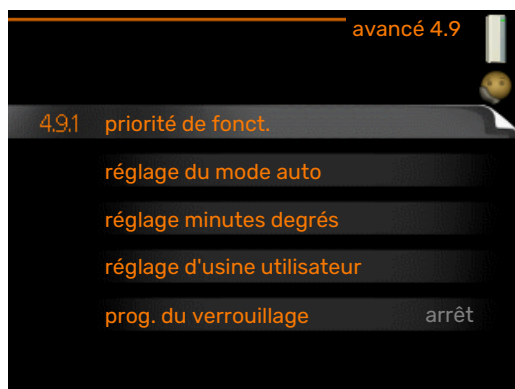 avancé 4.9
4.9.1 priorité de fonct.
réglage du mode auto
réglage minutes degrés
réglage d'usine utilisateur
prog. du verrouillage arrêt